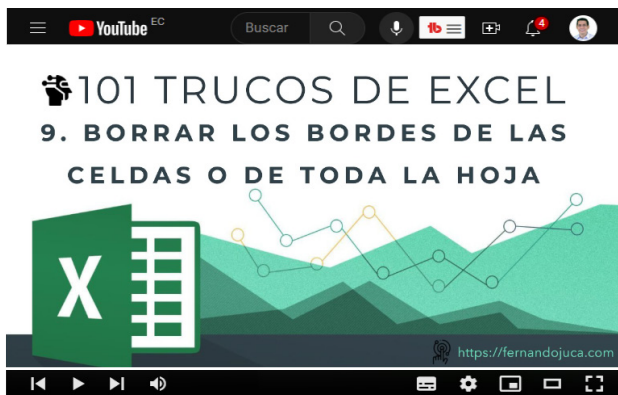 YouTube EC
Buscar
4
101 TRUCOS DE EXCEL
9. BORRAR LOS BORDES DE LAS
CELDAS O DE TODA LA HOJA
X
https://fernandojuca.com